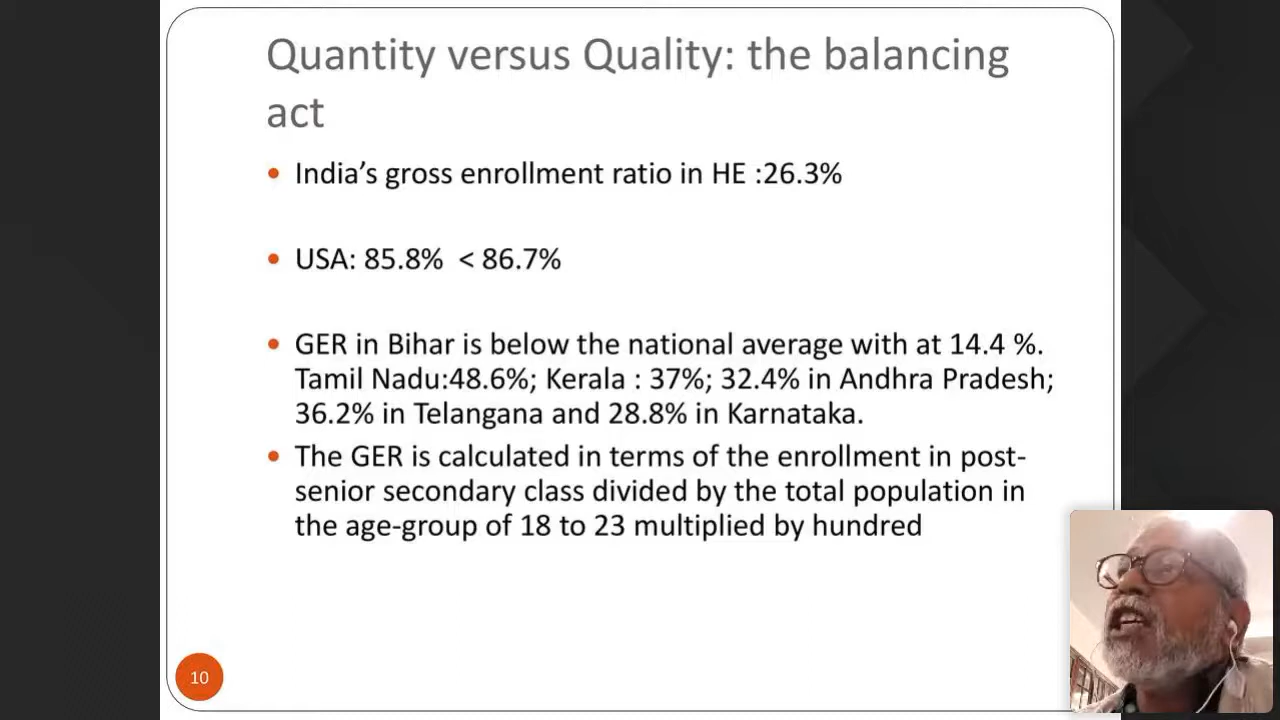 Quantity versus Quality: the balancing
act
• India’s gross enrollment ratio in HE :26.3%
• USA: 85.8% < 86.7%
• GER in Bihar is below the national average with at 14.4 %.
Tamil Nadu:48.6%; Kerala : 37%; 32.4% in Andhra Pradesh;
36.2% in Telangana and 28.8% in Karnataka.
• The GER is calculated in terms of the enrollment in post-
senior secondary class divided by the total population in
the age-group of 18 to 23 multiplied by hundred
10